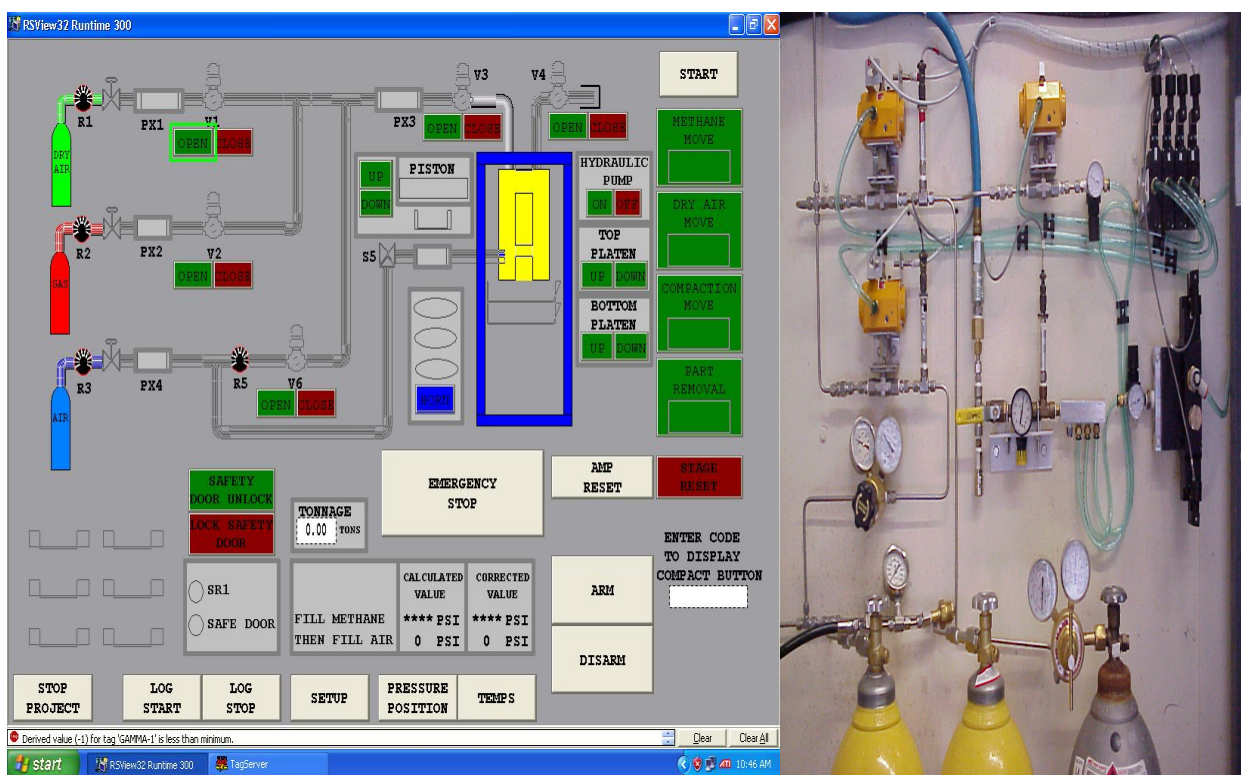 RSView32 Runtime 300
V3
V4
START
R1
PX1
V1
PX3
OPEN
CLOSE
OPEN
CLOSE
OPEN
CLOSE
METHANE
MOVE
DRY
AIR
UP
DOWN
PISTON
HYDRAULIC
PUMP
ON
OFF
DRY AIR
MOVE
R2
PX2
V2
OPEN
CLOSE
S5
TOP
PLATEN
UP
DOWN
GAS
COMPACTION
MOVE
BOTTOM
PLATEN
UP
DOWN
R3
PX4
R5
V6
OPEN
CLOSE
HORN
PART
REMOVAL
AIR
SAFETY
DOOR UNLOCK
LOCK SAFETY
DOOR
TONNAGE
0.00 TONS
EMERGENCY
STOP
AMP
RESET
STAGE
RESET
ENTER CODE
TO DISPLAY
COMPACT BUTTON
SR1
SAFE DOOR
CALCULATED
VALUE
CORRECTED
VALUE
FILL METHANE **** PSI **** PSI
THEN FILL AIR 0 PSI 0 PSI
ARM
DISARM
STOP
PROJECT
LOG
START
LOG
STOP
SETUP
PRESSURE
POSITION
TEMPS
Derived value (-1) for tag 'GAMMA-1' is less than minimum.
Clear
Clear All
start
RSView32 Runtime 300
TagServer
ATI
10:46 AM